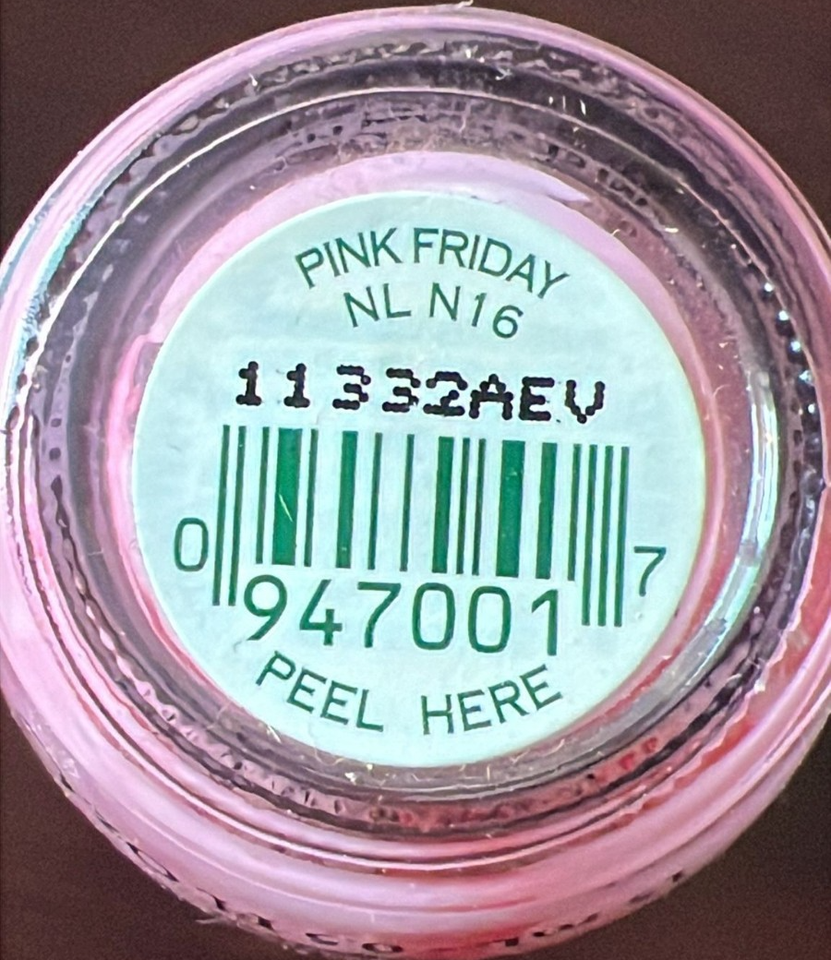 PINK FRIDAY
NL N16
11332AEV
0 947001 7
PEEL HERE